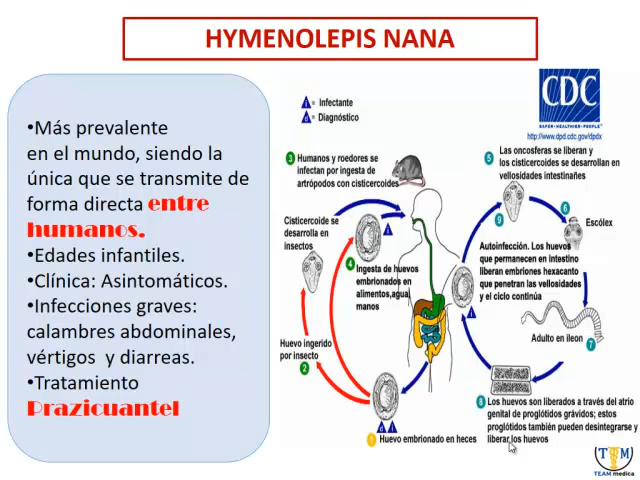 HYMENOLEPIS NANA
•Más prevalente
en el mundo, siendo la
única que se transmite de
forma directa entre
humanos.
•Edades infantiles.
•Clínica: Asintomáticos.
•Infecciones graves:
calambres abdominales,
vértigos y diarreas.
•Tratamiento
Prazicuantel
i = Infectante
d = Diagnóstico
CDC
SAFER·HEALTHIER·PEOPLE™
http://www.dpd.cdc.gov/dpdx
3 Humanos y roedores se
infectan por ingesta de
artrópodos con cisticercoides
Cisticercoide se
desarrolla en
insectos
i
4 Ingesta de huevos
embrionados en
alimentos,agua
manos
Huevo ingerido
por insecto
2
d i
1 Huevo embrionado en heces
5 Las oncosferas se liberan y
los cisticercoides se desarrollan en
vellosidades intestinañes
9
6
Escólex
Autoinfección. Los huevos
que permanecen en intestino
liberan embriones hexacanto
que penetran las vellosidades
y el ciclo continúa
i
Adulto en ileon 7
8 Los huevos son liberados a través del atrio
genital de proglótidos grávidos; estos
proglótidos también pueden desintegrarse y
liberar los huevos
T M
TEAM medica